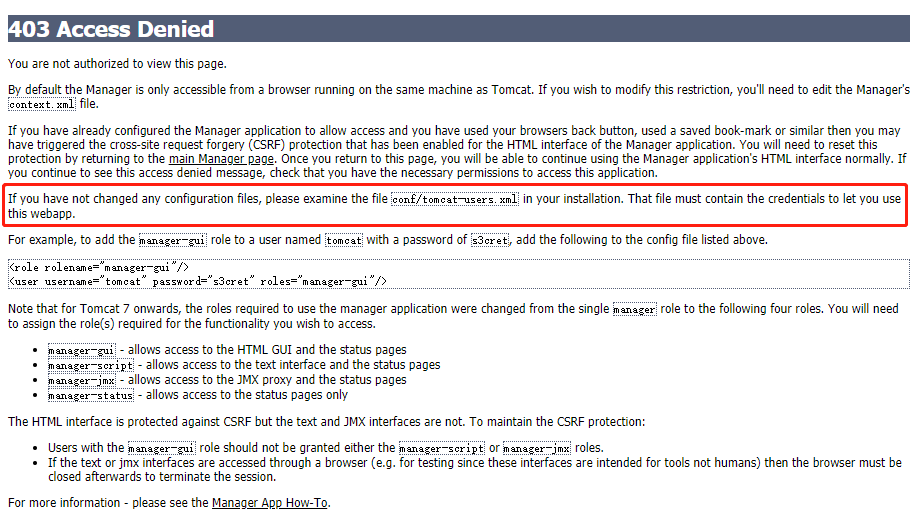 403 Access Denied
You are not authorized to view this page.
By default the Manager is only accessible from a browser running on the same machine as Tomcat. If you wish to modify this restriction, you'll need to edit the Manager's
context.xml file.
If you have already configured the Manager application to allow access and you have used your browsers back button, used a saved book-mark or similar then you may
have triggered the cross-site request forgery (CSRF) protection that has been enabled for the HTML interface of the Manager application. You will need to reset this
protection by returning to the main Manager page. Once you return to this page, you will be able to continue using the Manager application's HTML interface normally. If
you continue to see this access denied message, check that you have the necessary permissions to access this application.
If you have not changed any configuration files, please examine the file conf/tomcat-users.xml in your installation. That file must contain the credentials to let you use
this webapp.
For example, to add the manager-gui role to a user named tomcat with a password of s3cret, add the following to the config file listed above.
<role rolename="manager-gui"/>
<user username="tomcat" password="s3cret" roles="manager-gui"/>
Note that for Tomcat 7 onwards, the roles required to use the manager application were changed from the single manager role to the following four roles. You will need
to assign the role(s) required for the functionality you wish to access.
• manager-gui - allows access to the HTML GUI and the status pages
• manager-script - allows access to the text interface and the status pages
• manager-jmx - allows access to the JMX proxy and the status pages
• manager-status - allows access to the status pages only
The HTML interface is protected against CSRF but the text and JMX interfaces are not. To maintain the CSRF protection:
• Users with the manager-gui role should not be granted either the manager-script or manager-jmx roles.
• If the text or jmx interfaces are accessed through a browser (e.g. for testing since these interfaces are intended for tools not humans) then the browser must be
closed afterwards to terminate the session.
For more information - please see the Manager App How-To.